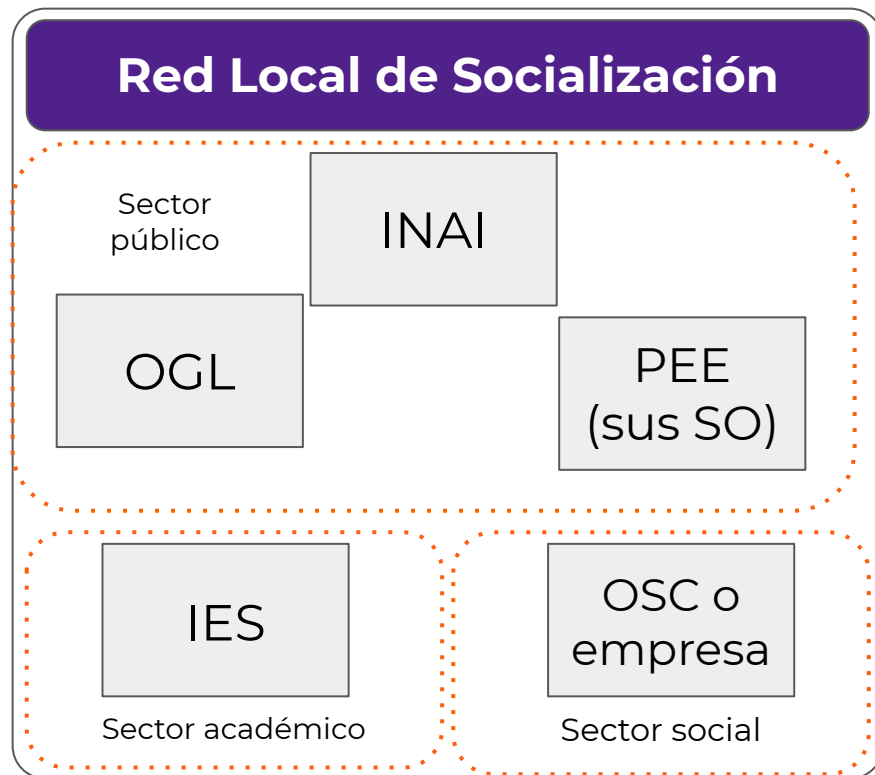 Red Local de Socialización
Sector
público
INAI
OGL
PEE
(sus SO)
IES
Sector académico
OSC o
empresa
Sector social